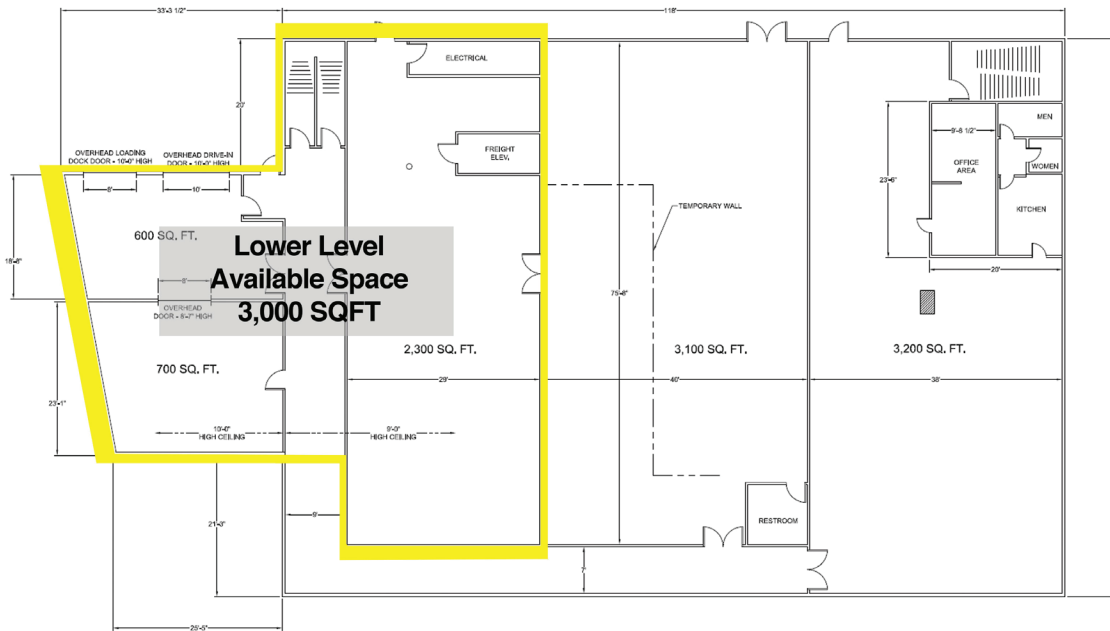 33'-3 1/2"
118'
20'
ELECTRICAL
FREIGHT
ELEV.
OVERHEAD LOADING
DOCK DOOR - 10'-0" HIGH
OVERHEAD DRIVE-IN
DOOR - 10'-0" HIGH
8'
10'
MEN
9'-8 1/2"
OFFICE
AREA
WOMEN
23'-6"
KITCHEN
TEMPORARY WALL
600 SQ. FT.
Lower Level
Available Space
3,000 SQFT
18'-8"
20'
OVERHEAD
DOOR - 8'-7" HIGH
75'-8"
2,300 SQ. FT.
3,100 SQ. FT.
3,200 SQ. FT.
700 SQ. FT.
29'
40'
38'
23'-1"
10'-0"
HIGH CEILING
9'-0"
HIGH CEILING
9'
21'-3"
RESTROOM
7'
25'-5"